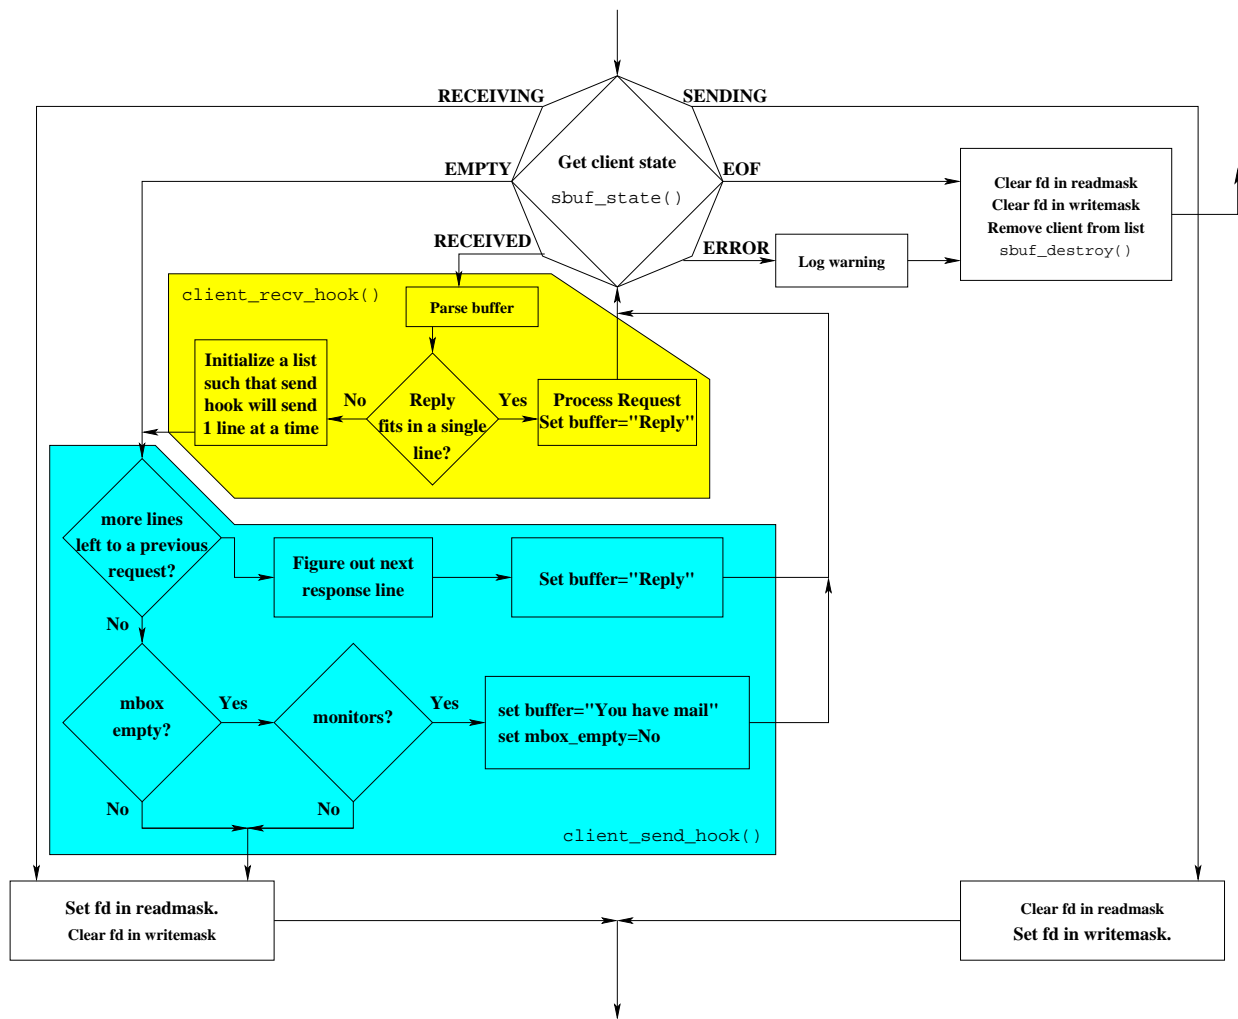 RECEIVING
SENDING
EMPTY
Get client state
EOF
sbuf_state()
Clear fd in readmask
Clear fd in writemask
Remove client from list
sbuf_destroy()
RECEIVED
ERROR
Log warning
client_recv_hook()
Parse buffer
Initialize a list
such that send
hook will send
1 line at a time
No
Reply
fits in a single
line?
Yes
Process Request
Set buffer="Reply"
more lines
left to a previous
request?
Figure out next
response line
Set buffer="Reply"
No
mbox
empty?
Yes
monitors?
Yes
set buffer="You have mail"
set mbox_empty=No
No
No
client_send_hook()
Set fd in readmask.
Clear fd in writemask
Clear fd in readmask
Set fd in writemask.